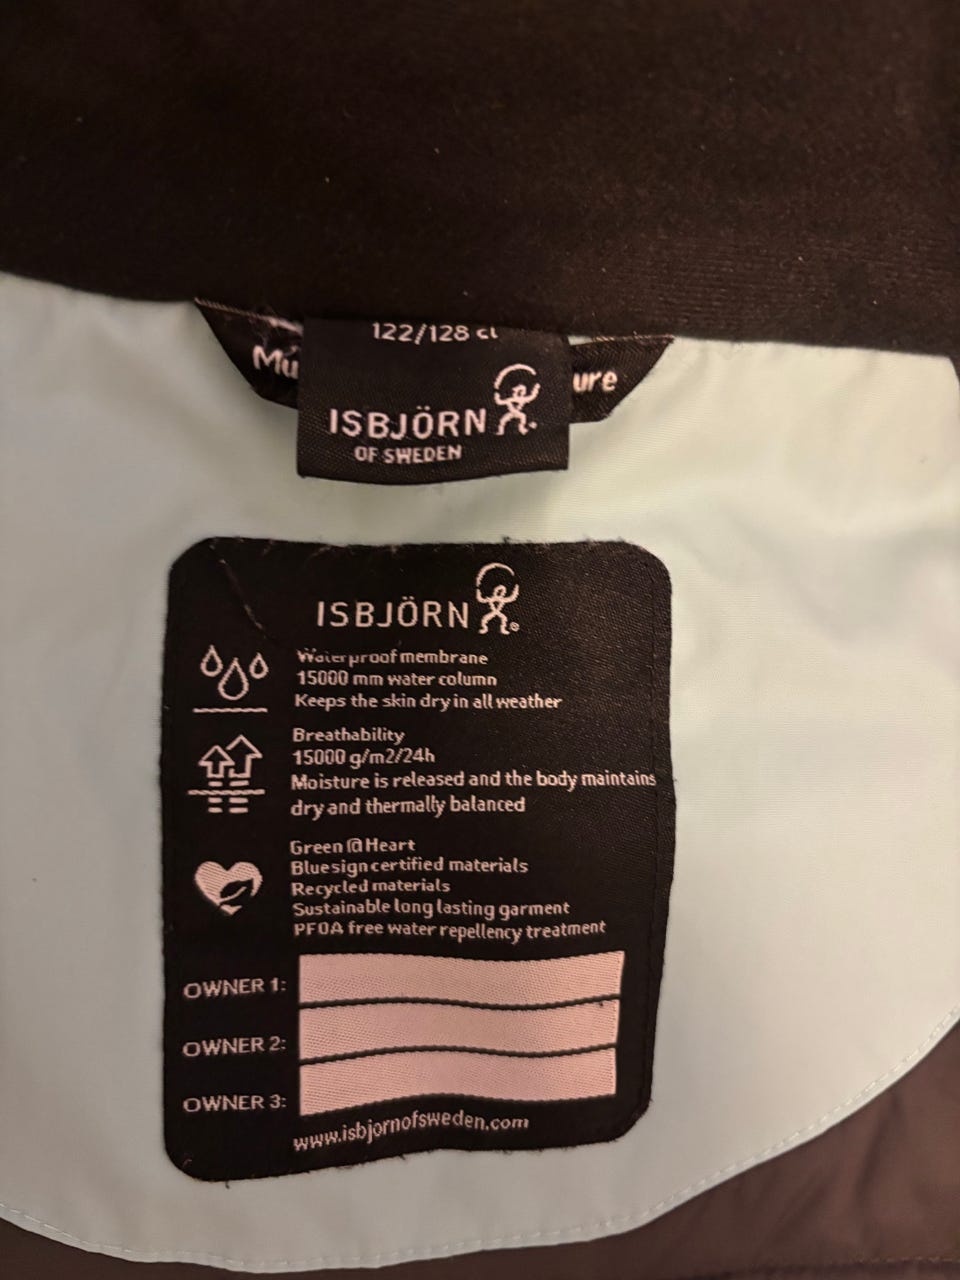 122/128 cl
Mu
ure
ISBJÖRN
OF SWEDEN
ISBJÖRN
Waterproof membrane
15000 mm water column
Keeps the skin dry in all weather
Breathability
15000 g/m2/24h
Moisture is released and the body maintains
dry and thermally balanced
Green @ Heart
Bluesign certified materials
Recycled materials
Sustainable long lasting garment
PFOA free water repellency treatment
OWNER 1:
OWNER 2:
OWNER 3:
www.isbjornofsweden.com